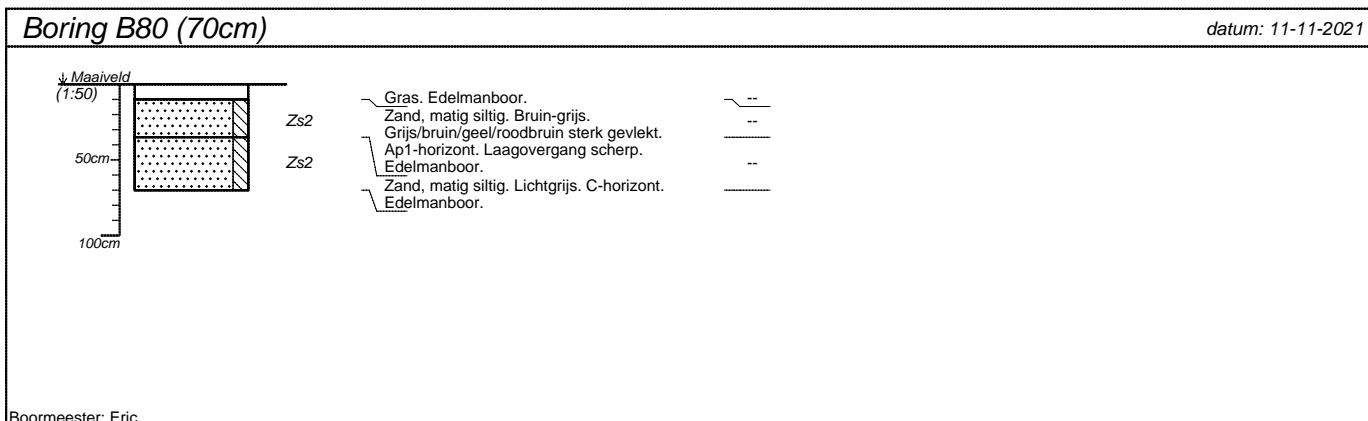 Boring B80 (70cm)
datum: 11-11-2021
Maaiveld
(1:50)
50cm
100cm
Zs2
Zs2
Gras. Edelmanboor.
Zand, matig siltig. Bruin-grijs.
Grijs/bruin/geel/roodbruin sterk gevlekt.
Ap1-horizont. Laagovergang scherp.
Edelmanboor.
Zand, matig siltig. Lichtgrijs. C-horizont.
Edelmanboor.
--
--
--
Boormeester: Eric